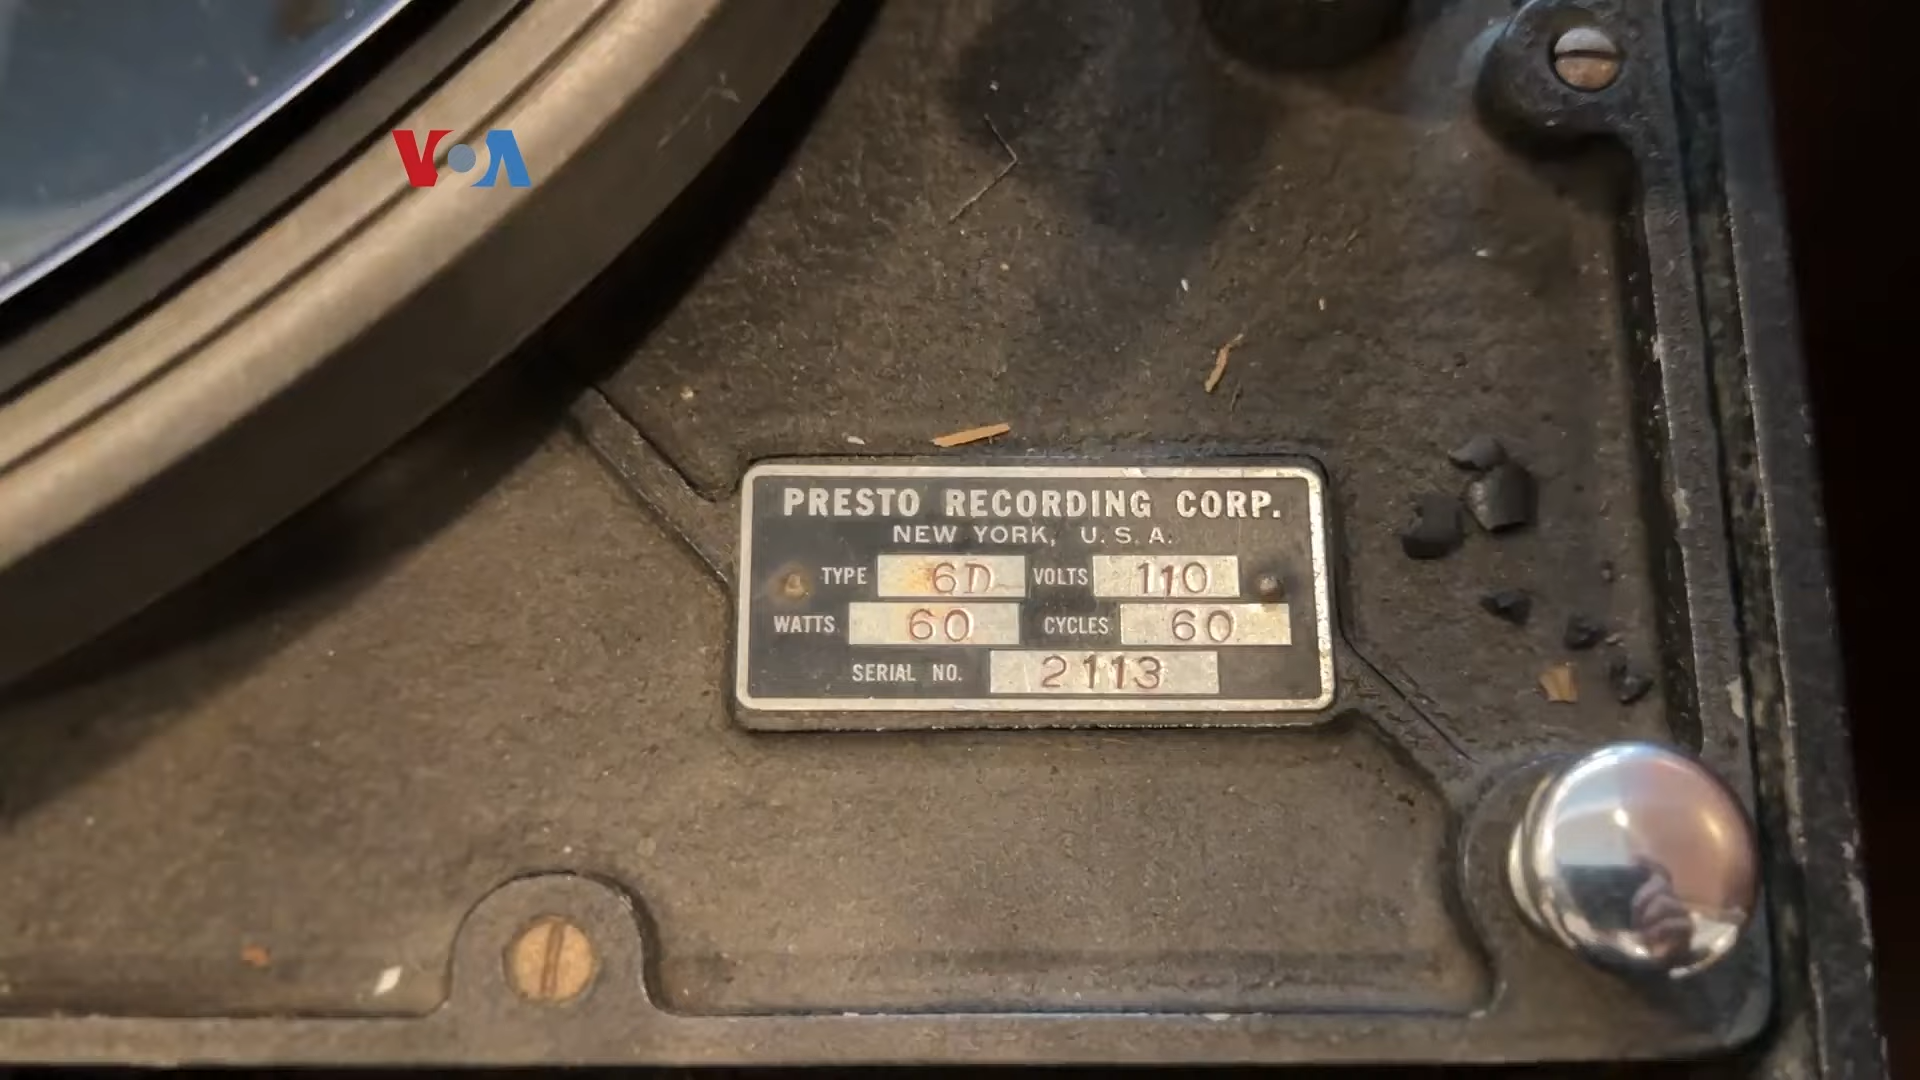 VOA
PRESTO RECORDING CORP.
NEW YORK, U.S.A.
TYPE 6D VOLTS 110
WATTS 60 CYCLES 60
SERIAL NO. 2113